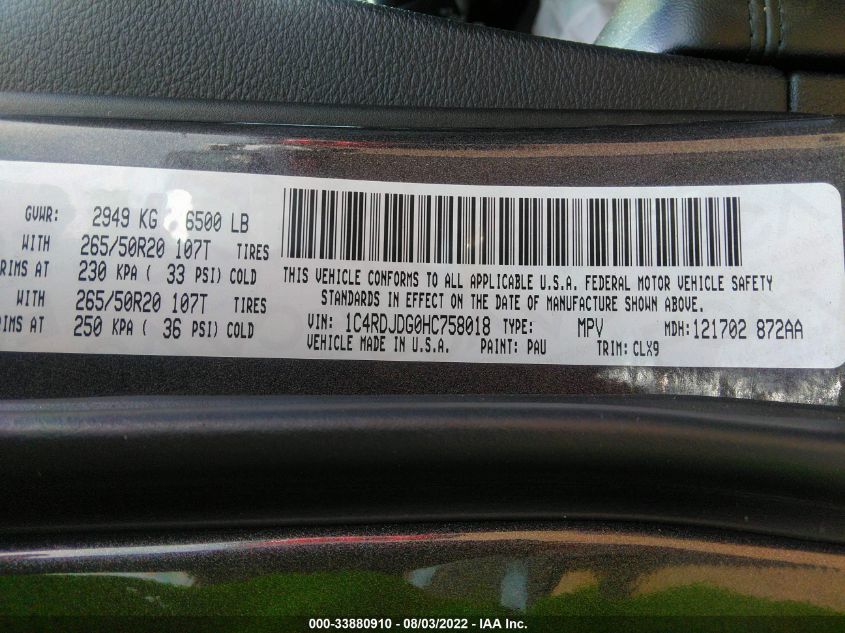 GVWR: 2949 KG 6500 LB
WITH 265/50R20 107T TIRES
RIMS AT 230 KPA ( 33 PSI) COLD
WITH 265/50R20 107T TIRES
RIMS AT 250 KPA ( 36 PSI) COLD
THIS VEHICLE CONFORMS TO ALL APPLICABLE U.S.A. FEDERAL MOTOR VEHICLE SAFETY
STANDARDS IN EFFECT ON THE DATE OF MANUFACTURE SHOWN ABOVE.
VIN: 1C4RDJDG0HC758018 TYPE: MPV MDH:121702 872AA
VEHICLE MADE IN U.S.A. PAINT: PAU TRIM: CLX9
000-33880910 - 08/03/2022 - IAA Inc.